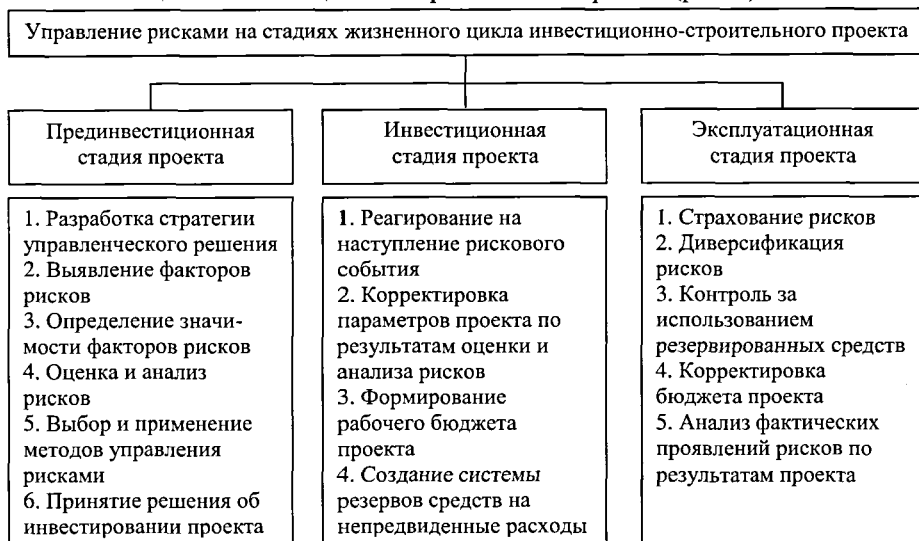 Управление рисками на стадиях жизненного цикла инвестиционно-строительного проекта
Прединвестиционная
стадия проекта
Инвестиционная
стадия проекта
Эксплуатационная
стадия проекта
1. Разработка стратегии
управленческого решения
2. Выявление факторов
рисков
3. Определение значи-
мости факторов рисков
4. Оценка и анализ
рисков
5. Выбор и применение
методов управления
рисками
6. Принятие решения об
инвестировании проекта
1. Реагирование на
наступление рискового
события
2. Корректировка
параметров проекта по
результатам оценки и
анализа рисков
3. Формирование
рабочего бюджета
проекта
4. Создание системы
резервов средств на
непредвиденные расходы
1. Страхование рисков
2. Диверсификация
рисков
3. Контроль за
использованием
резервированных средств
4. Корректировка
бюджета проекта
5. Анализ фактических
проявлений рисков по
результатам проекта